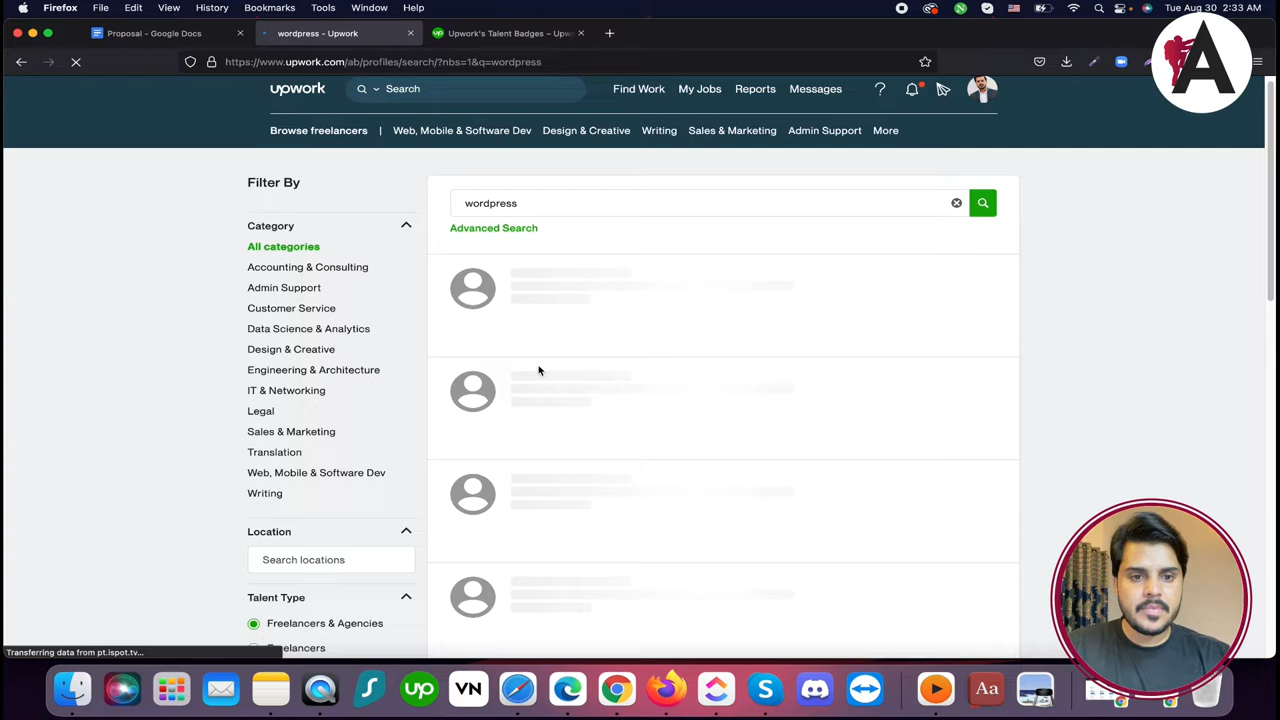 Firefox File Edit View History Bookmarks Tools Window Help Tue Aug 30 2:33 AM
Proposal - Google Docs wordpress - Upwork Upwork's Talent Badges – Upw
https://www.upwork.com/ab/profiles/search/?nbs=1&q=wordpress
upwork Search Find Work My Jobs Reports Messages
Browse freelancers | Web, Mobile & Software Dev Design & Creative Writing Sales & Marketing Admin Support More
Filter By
Category
All categories
Accounting & Consulting
Admin Support
Customer Service
Data Science & Analytics
Design & Creative
Engineering & Architecture
IT & Networking
Legal
Sales & Marketing
Translation
Web, Mobile & Software Dev
Writing
Location
Search locations
Talent Type
Freelancers & Agencies
Freelancers
wordpress
Advanced Search
Transferring data from pt.ispot.tv...
up VN Aa
A